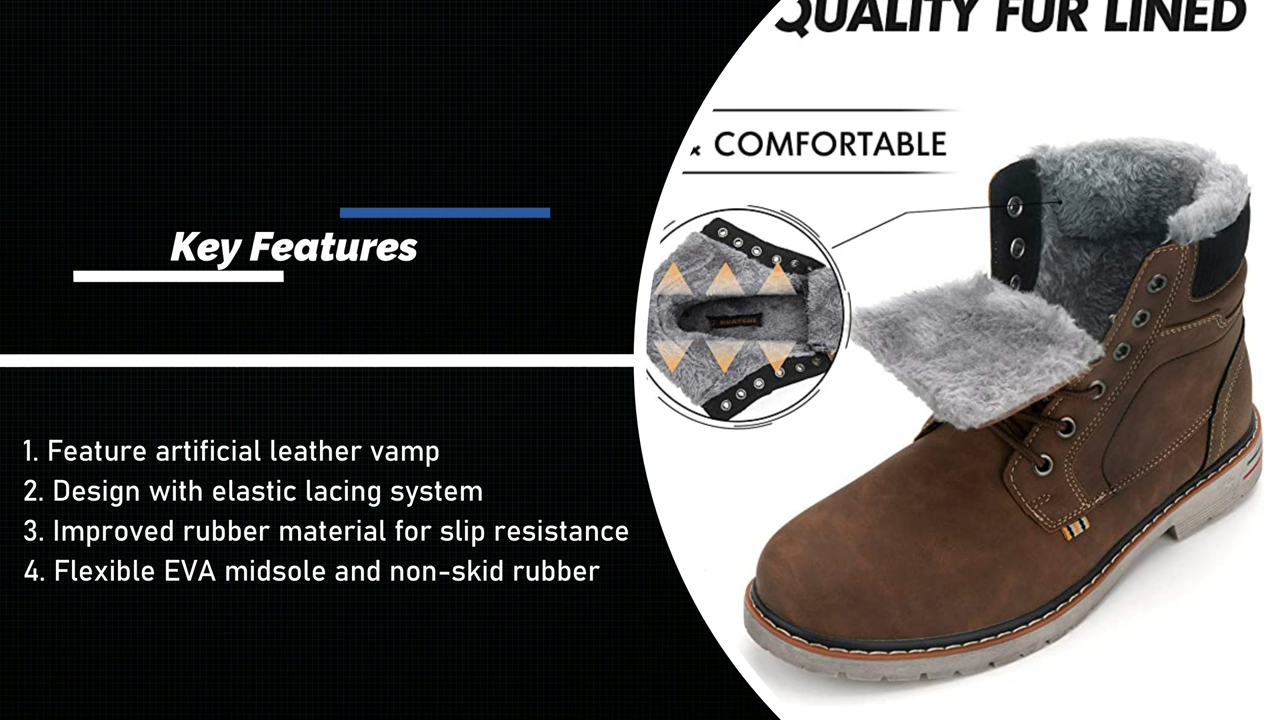 QUALITY FUR LINED
& COMFORTABLE
Key Features
1. Feature artificial leather vamp
2. Design with elastic lacing system
3. Improved rubber material for slip resistance
4. Flexible EVA midsole and non-skid rubber